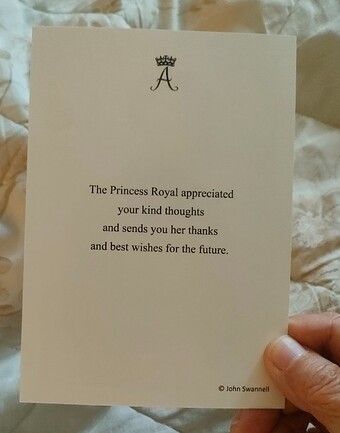 A
The Princess Royal appreciated
your kind thoughts
and sends you her thanks
and best wishes for the future.
© John Swannell